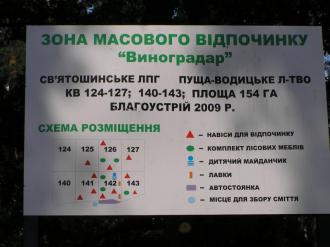 ЗОНА МАСОВОГО ВІДПОЧИНКУ
"Виноградар"
СВ'ЯТОШИНСЬКЕ ЛПГ ПУЩА-ВОДИЦЬКЕ Л-ТВО
КВ 124-127; 140-143; ПЛОЩА 154 ГА
БЛАГОУСТРІЙ 2009 Р.
СХЕМА РОЗМІЩЕННЯ
124 125 126 127
140 141 142 143
- НАВІСИ ДЛЯ ВІДПОЧИНКУ
- КОМПЛЕКТ ЛІСОВИХ МЕБЛІВ
- ДИТЯЧИЙ МАЙДАНЧИК
- ЛАВКИ
- АВТОСТОЯНКА
- МІСЦЕ ДЛЯ ЗБОРУ СМІТТЯ